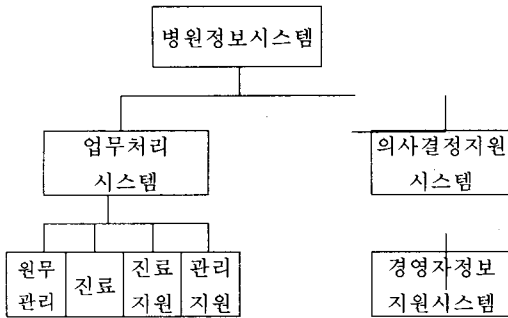 병원정보시스템
업무처리
시스템
의사결정지원
시스템
원무
관리
진료
진료
지원
관리
지원
경영자정보
지원시스템